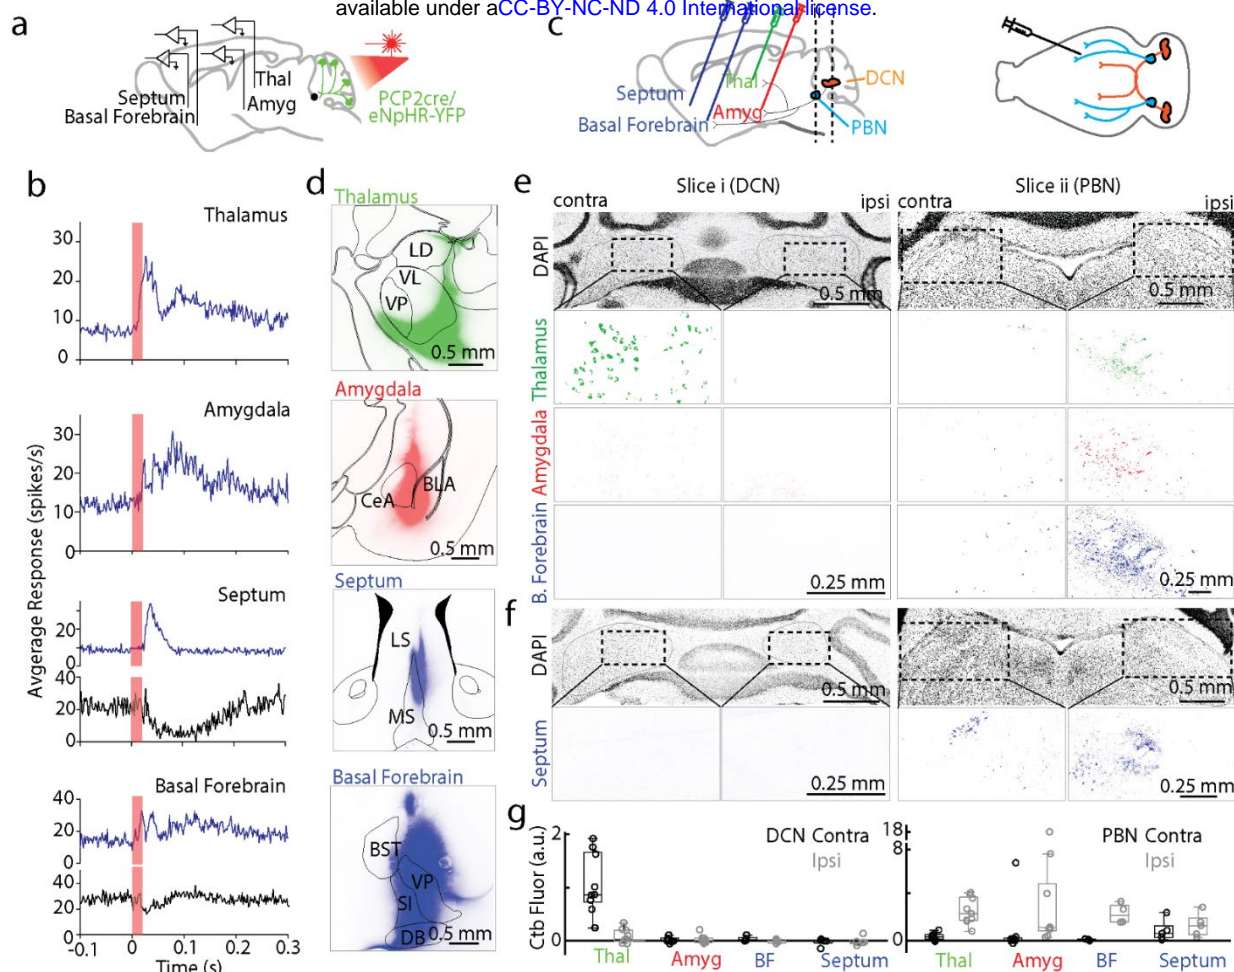 available under aCC-BY-NC-ND 4.0 International license.
a
Thal
Septum
Amyg
Basal Forebrain
PCP2cre/
eNpHR-YFP
c
Septum
Thal
Amyg
Basal Forebrain
DCN
PBN
b
Avgerage Response (spikes/s)
Thalamus
30
20
10
0
Amygdala
30
20
10
0
Septum
20
0
40
20
0
Basal Forebrain
40
20
0
40
20
0
-0.1
0
0.1
0.2
0.3
Time (s)
d
Thalamus
LD
VL
VP
0.5 mm
Amygdala
CeA
BLA
0.5 mm
Septum
LS
MS
0.5 mm
Basal Forebrain
BST
VP
SI
DB
0.5 mm
e
Slice i (DCN)
Slice ii (PBN)
contra
ipsi
contra
ipsi
DAPI
0.5 mm
0.5 mm
Thalamus
Amygdala
B. Forebrain
0.25 mm
0.25 mm
f
DAPI
0.5 mm
0.5 mm
Septum
0.25 mm
0.25 mm
g
Ctb Fluor (a.u.)
2
1
0
DCN Contra
Ipsi
Thal
Amyg
BF
Septum
18
8
4
0
PBN Contra
Ipsi
Thal
Amyg
BF
Septum